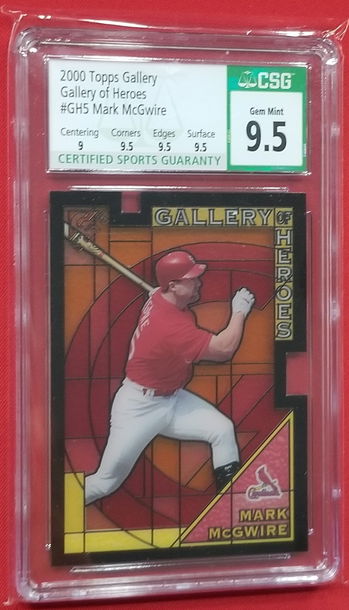 2000 Topps Gallery
Gallery of Heroes
#GH5 Mark McGwire
Centering Corners Edges Surface
9 9.5 9.5 9.5
CERTIFIED SPORTS GUARANTY
CSG
Gem Mint
9.5
GALLERY OF HEROES
Cardinals
MARK
McGWIRE